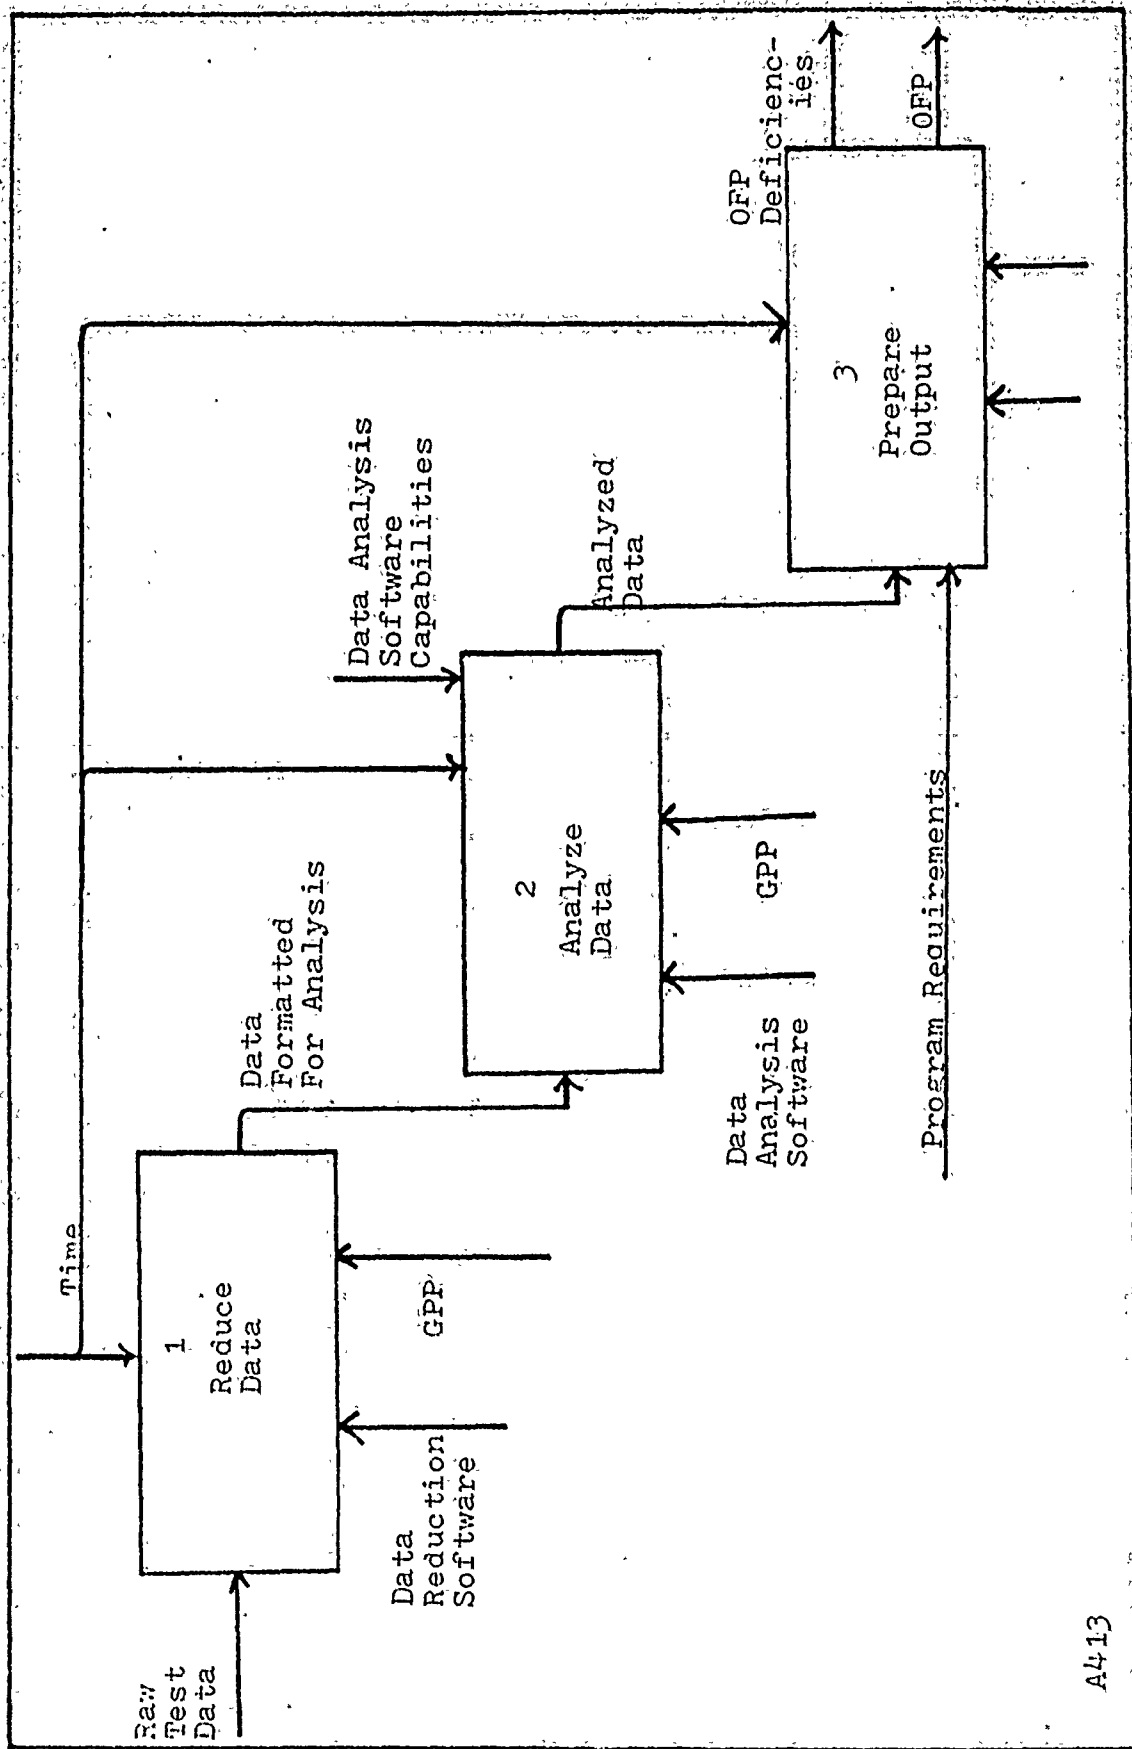 Time
Raw
Test
Data
1
Reduce
Data
Data
Reduction
Software
GPP
Data
Formatted
For Analysis
2
Analyze
Data
Data Analysis
Software
Capabilities
Data
Analysis
Software
GPP
Analyzed
Data
Program Requirements
3
Prepare
Output
OFP
Deficienc-
ies
OFP
A413